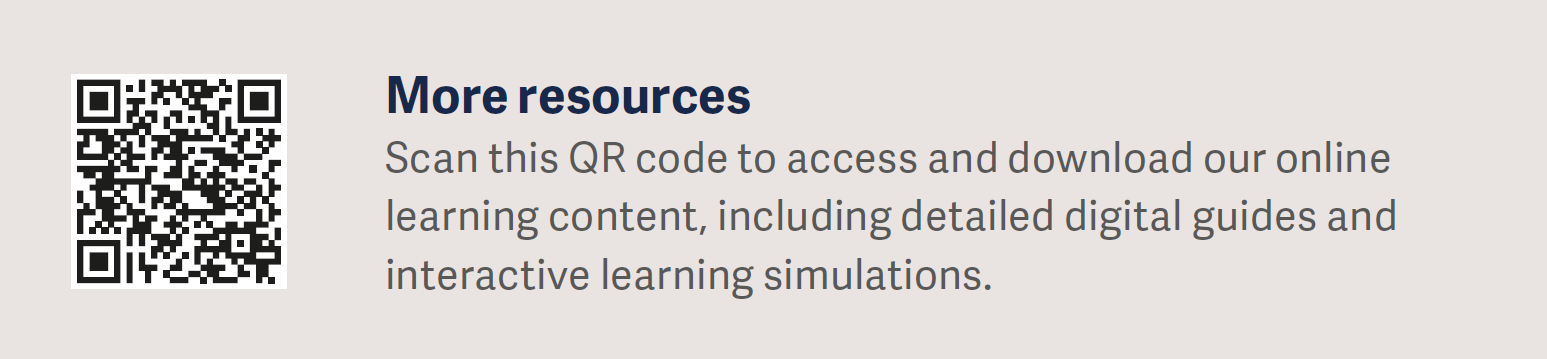 More resources
Scan this QR code to access and download our online
learning content, including detailed digital guides and
interactive learning simulations.